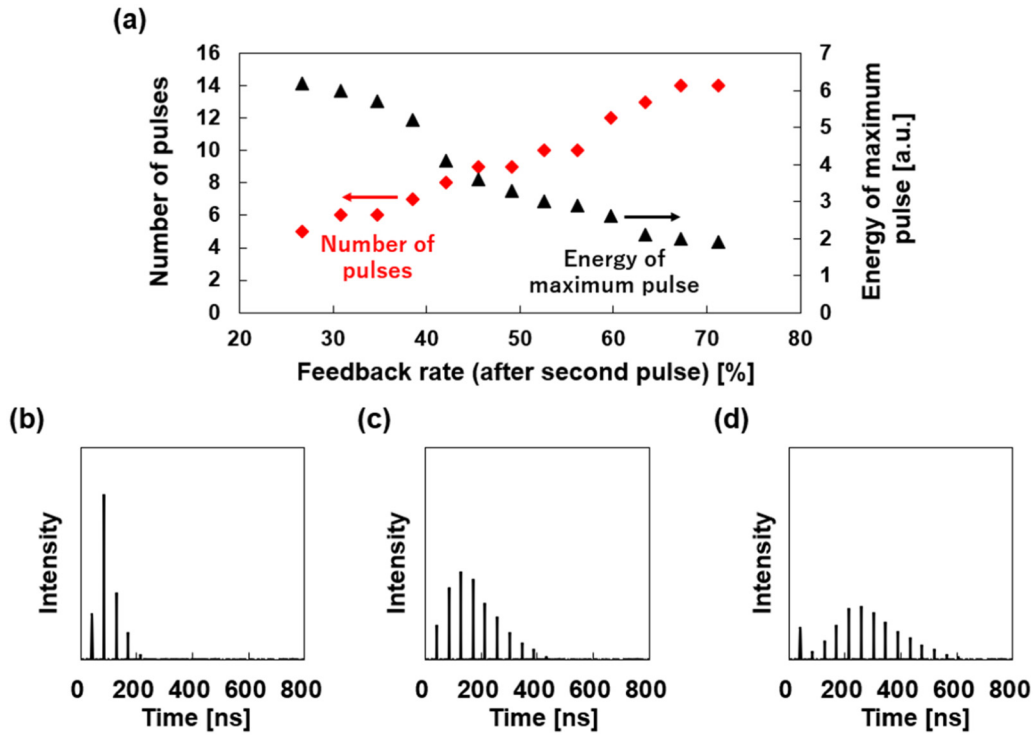 (a)
16
14
12
10
8
6
4
2
0
Number of pulses
7
6
5
4
3
2
1
0
Energy of maximum
pulse [a.u.]
Number of
pulses
Energy of
maximum pulse
20 30 40 50 60 70 80
Feedback rate (after second pulse) [%]
(b)
Intensity
0 200 400 600 800
Time [ns]
(c)
Intensity
0 200 400 600 800
Time [ns]
(d)
Intensity
0 200 400 600 800
Time [ns]